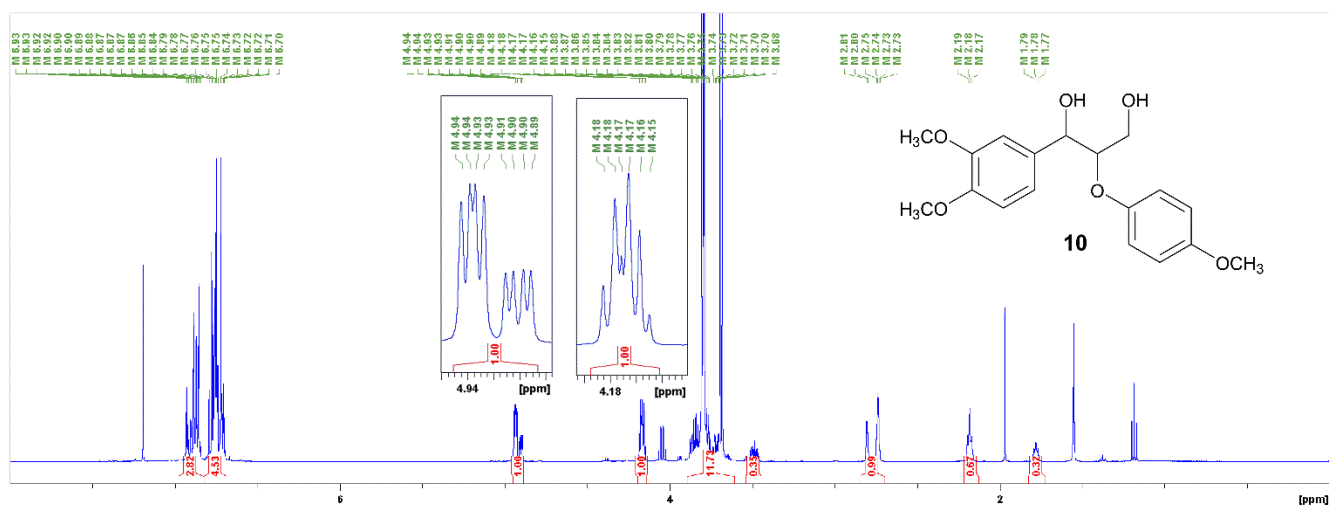 M 6.93
M 6.93
M 6.92
M 6.92
M 6.90
M 6.90
M 6.89
M 6.88
M 6.87
M 6.87
M 6.87
M 6.86
M 6.85
M 6.84
M 6.79
M 6.78
M 6.77
M 6.76
M 6.75
M 6.75
M 6.74
M 6.73
M 6.72
M 6.72
M 6.71
M 6.70
M 4.94
M 4.94
M 4.93
M 4.93
M 4.91
M 4.90
M 4.90
M 4.89
M 4.18
M 4.18
M 4.17
M 4.17
M 4.16
M 4.15
M 3.88
M 3.87
M 3.86
M 3.85
M 3.84
M 3.84
M 3.83
M 3.82
M 3.81
M 3.80
M 3.79
M 3.78
M 3.77
M 3.76
M 3.74
M 3.72
M 3.71
M 3.70
M 3.70
M 3.68
M 2.81
M 2.80
M 2.75
M 2.74
M 2.73
M 2.73
M 2.19
M 2.18
M 2.17
M 1.79
M 1.78
M 1.77
M 4.94
M 4.94
M 4.93
M 4.93
M 4.91
M 4.90
M 4.90
M 4.89
1.00
4.94 [ppm]
M 4.18
M 4.18
M 4.17
M 4.17
M 4.16
M 4.15
1.00
4.18 [ppm]
OH OH
H3CO
H3CO
O
OCH3
10
2.82
4.53
1.00
1.00
11.73
0.35
0.99
0.67
0.32
6 4 2 [ppm]